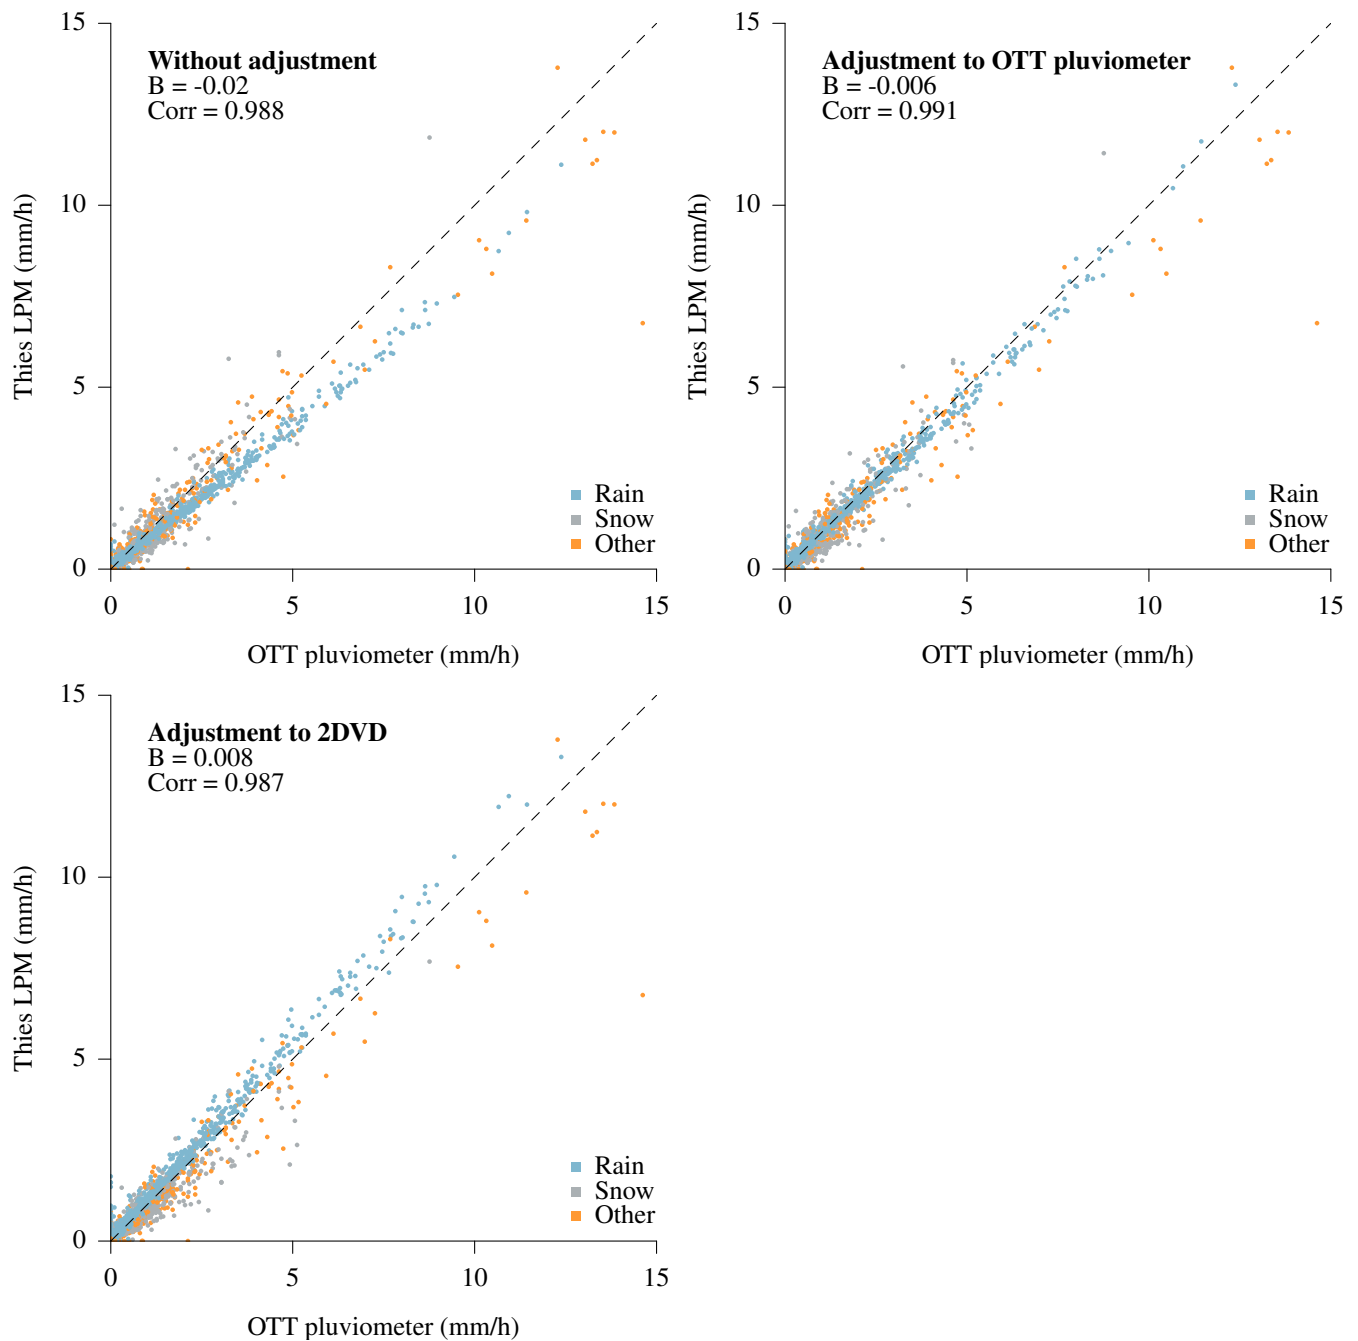 Without adjustment
B = -0.02
Corr = 0.988
15
10
5
0
Thies LPM (mm/h)
Rain
Snow
Other
0 5 10 15
OTT pluviometer (mm/h)
Adjustment to OTT pluviometer
B = -0.006
Corr = 0.991
15
10
5
0
Thies LPM (mm/h)
Rain
Snow
Other
0 5 10 15
OTT pluviometer (mm/h)
Adjustment to 2DVD
B = 0.008
Corr = 0.987
15
10
5
0
Thies LPM (mm/h)
Rain
Snow
Other
0 5 10 15
OTT pluviometer (mm/h)